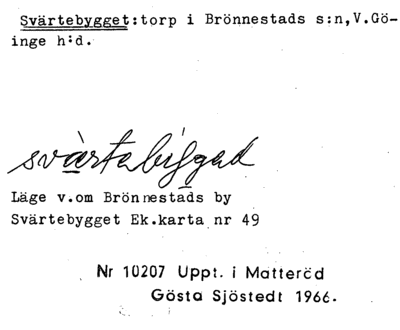 Svärtebygget:torp i Brönnestads s:n,V.Gö-
inge h:d.
svàrtabìggad
Läge v.om Brönnestads by
Svärtebygget Ek.karta nr 49
Nr 10207 Uppt. i Matteröd
Gösta Sjöstedt 1966.